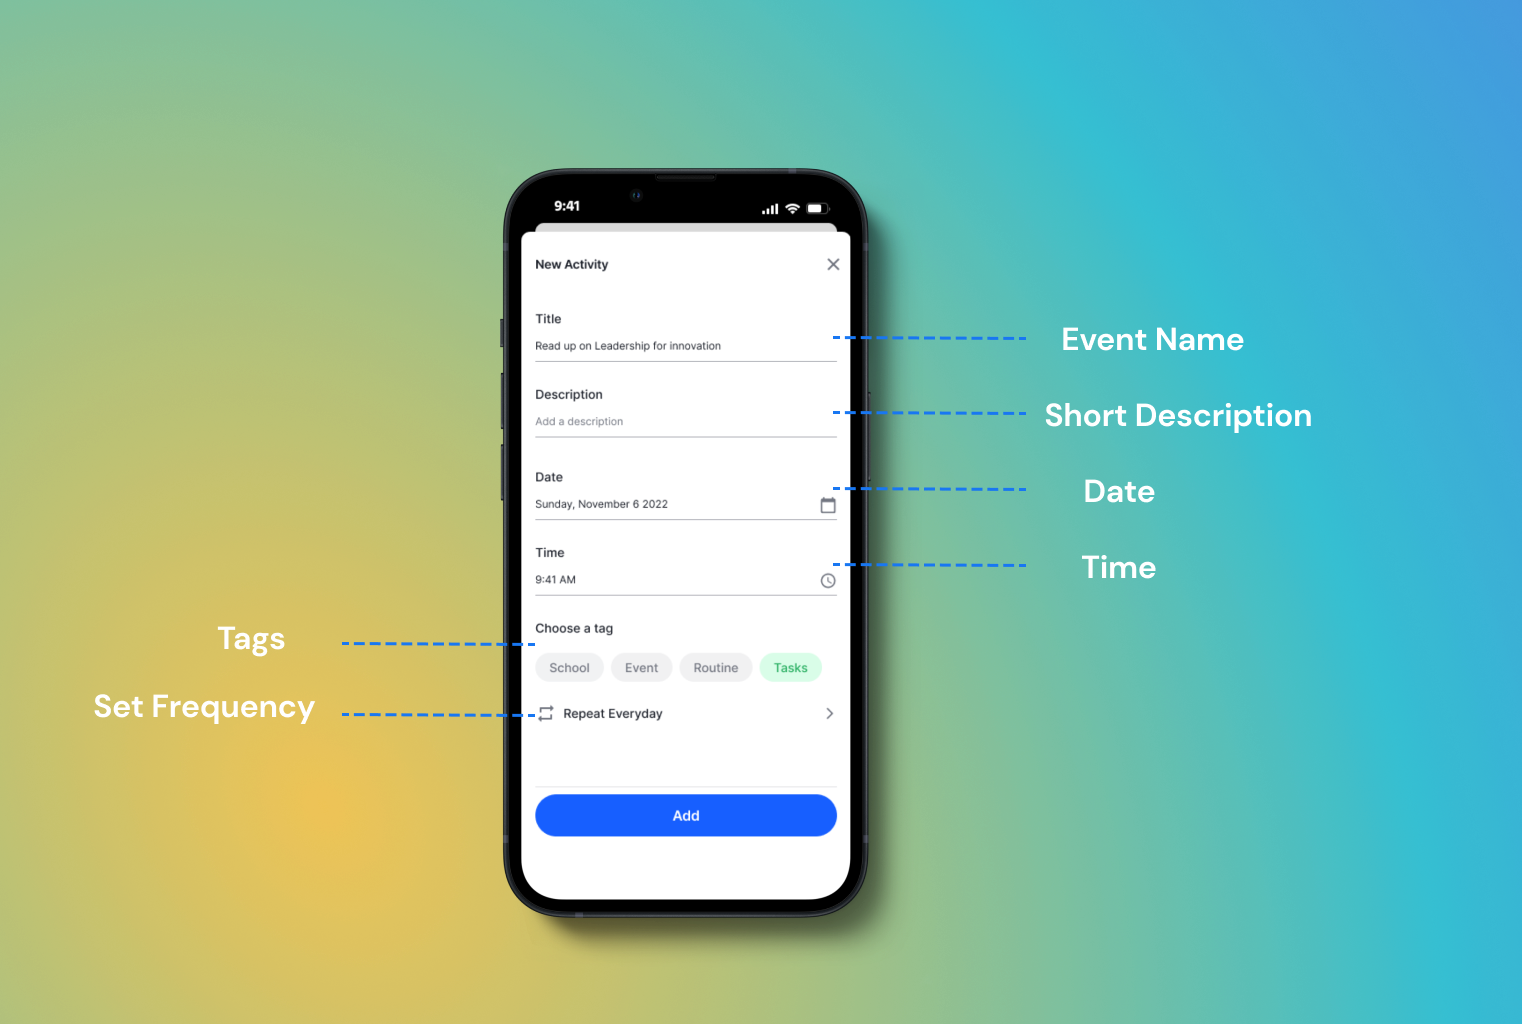 9:41
New Activity
Title
Read up on Leadership for innovation
Event Name
Description
Add a description
Short Description
Date
Sunday, November 6 2022
Date
Time
9:41 AM
Time
Choose a tag
Tags
School Event Routine Tasks
Set Frequency
Repeat Everyday
Add